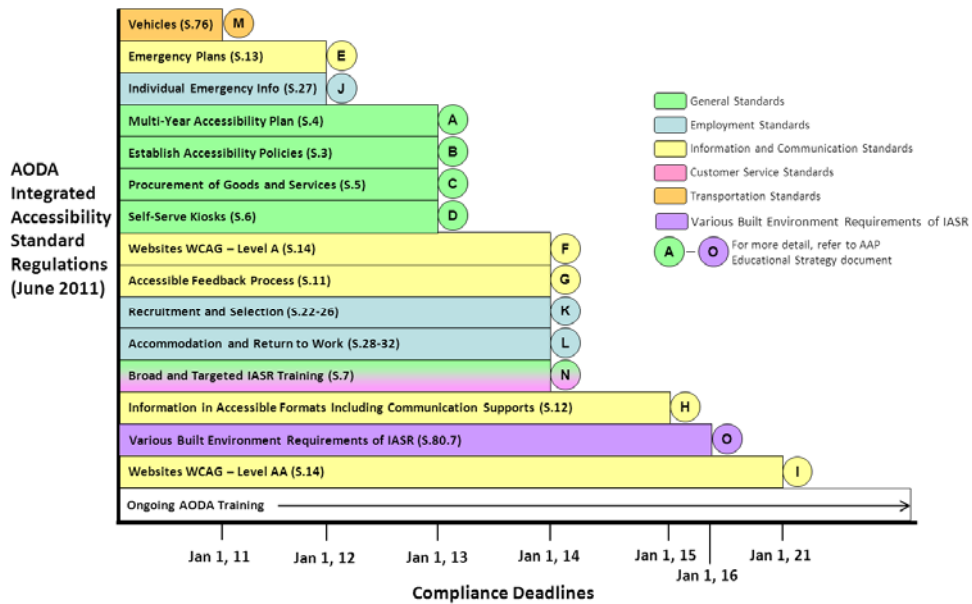 Vehicles (S.76)
M
Emergency Plans (S.13)
E
Individual Emergency Info (S.27)
J
Multi-Year Accessibility Plan (S.4)
A
Establish Accessibility Policies (S.3)
B
Procurement of Goods and Services (S.5)
C
Self-Serve Kiosks (S.6)
D
Websites WCAG – Level A (S.14)
F
Accessible Feedback Process (S.11)
G
Recruitment and Selection (S.22-26)
K
Accommodation and Return to Work (S.28-32)
L
Broad and Targeted IASR Training (S.7)
N
Information in Accessible Formats Including Communication Supports (S.12)
H
Various Built Environment Requirements of IASR (S.80.7)
O
Websites WCAG – Level AA (S.14)
I
Ongoing AODA Training
AODA
Integrated
Accessibility
Standard
Regulations
(June 2011)
General Standards
Employment Standards
Information and Communication Standards
Customer Service Standards
Transportation Standards
Various Built Environment Requirements of IASR
A – O
For more detail, refer to AAP
Educational Strategy document
Jan 1, 11
Jan 1, 12
Jan 1, 13
Jan 1, 14
Jan 1, 15
Jan 1, 16
Jan 1, 21
Compliance Deadlines